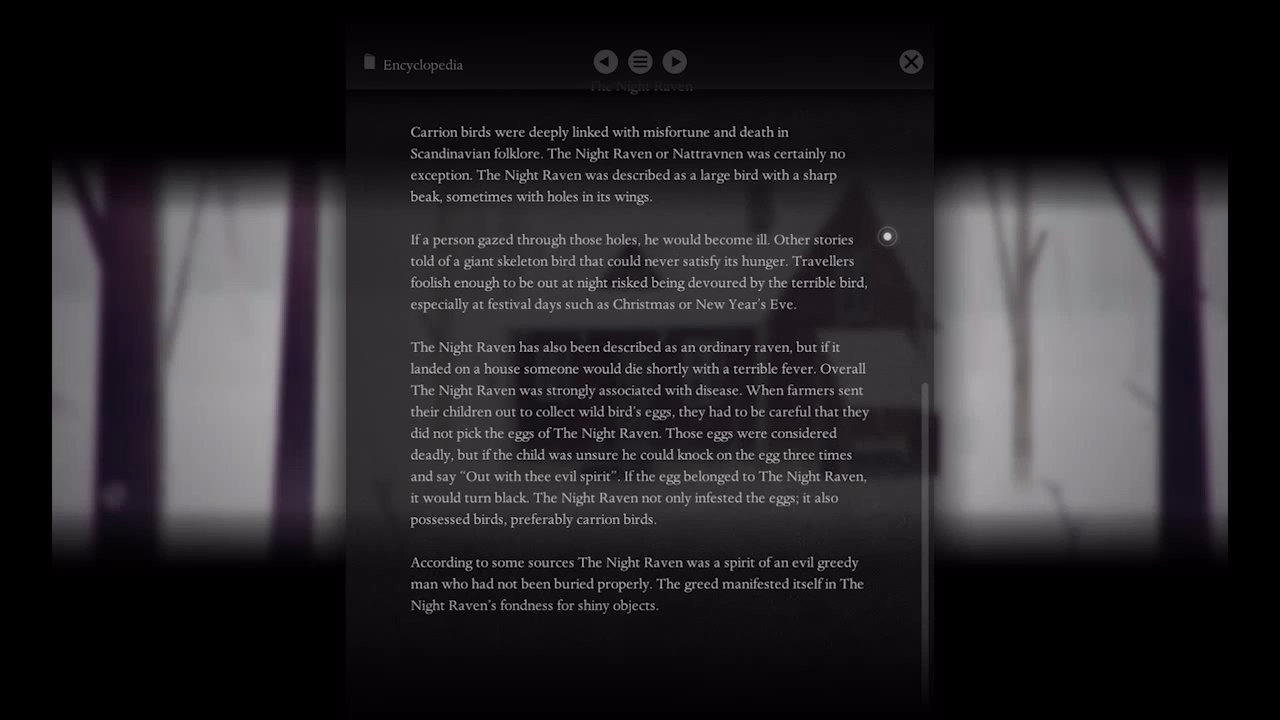 Encyclopedia
The Night Raven
Carrion birds were deeply linked with misfortune and death in
Scandinavian folklore. The Night Raven or Nattravnen was certainly no
exception. The Night Raven was described as a large bird with a sharp
beak, sometimes with holes in its wings.
If a person gazed through those holes, he would become ill. Other stories
told of a giant skeleton bird that could never satisfy its hunger. Travellers
foolish enough to be out at night risked being devoured by the terrible bird,
especially at festival days such as Christmas or New Year's Eve.
The Night Raven has also been described as an ordinary raven, but if it
landed on a house someone would die shortly with a terrible fever. Overall
The Night Raven was strongly associated with disease. When farmers sent
their children out to collect wild bird's eggs, they had to be careful that they
did not pick the eggs of The Night Raven. Those eggs were considered
deadly, but if the child was unsure he could knock on the egg three times
and say "Out with thee evil spirit". If the egg belonged to The Night Raven,
it would turn black. The Night Raven not only infested the eggs; it also
possessed birds, preferably carrion birds.
According to some sources The Night Raven was a spirit of an evil greedy
man who had not been buried properly. The greed manifested itself in The
Night Raven's fondness for shiny objects.